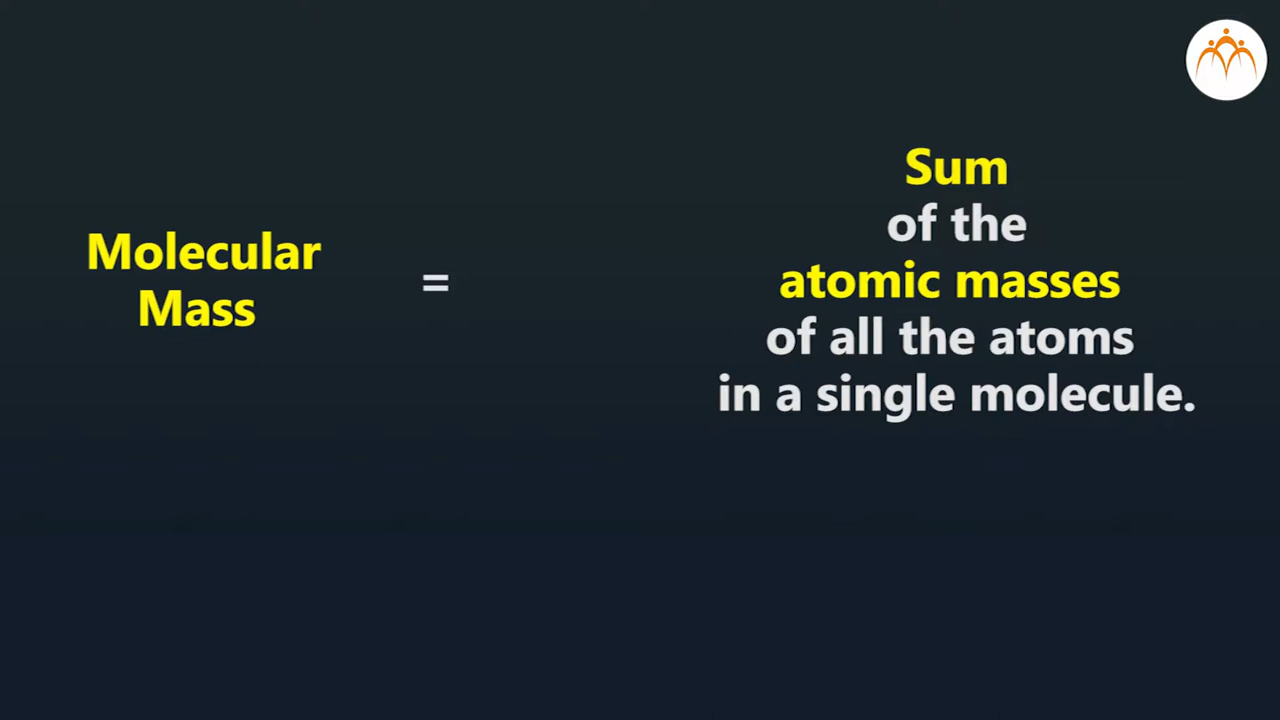 Molecular
Mass
=
Sum
of the
atomic masses
of all the atoms
in a single molecule.